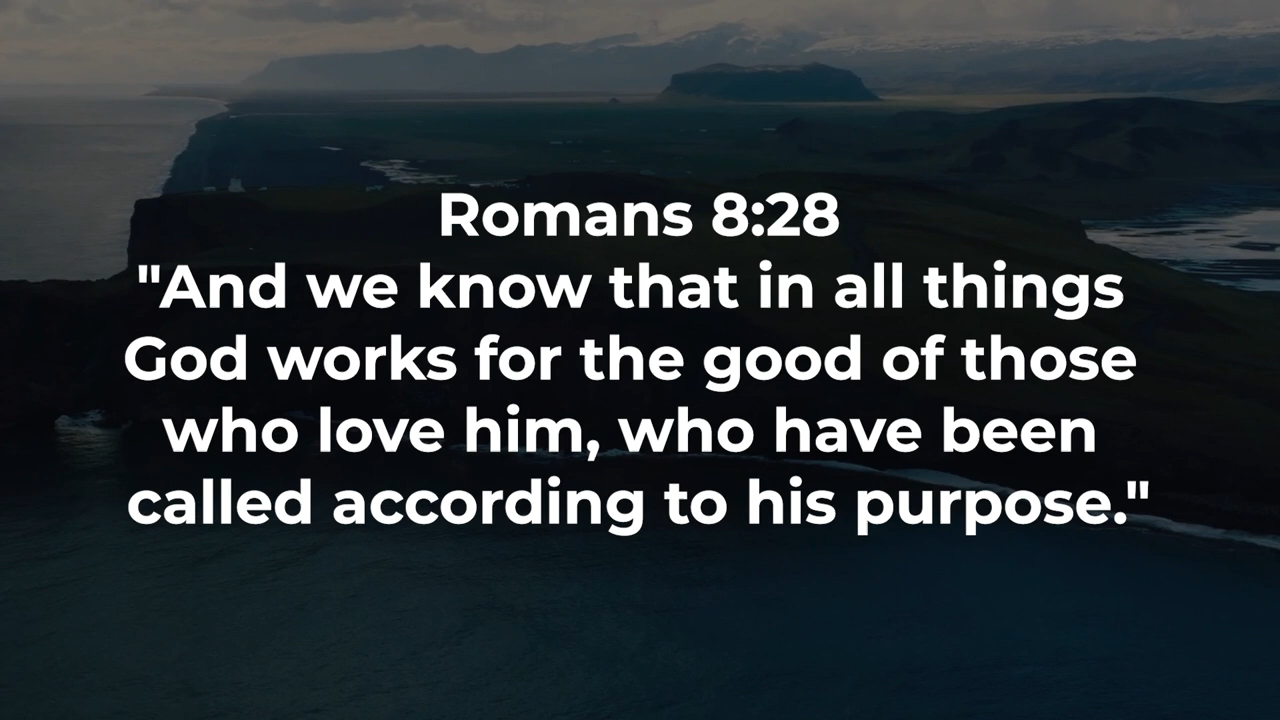 Romans 8:28
"And we know that in all things
God works for the good of those
who love him, who have been
called according to his purpose."